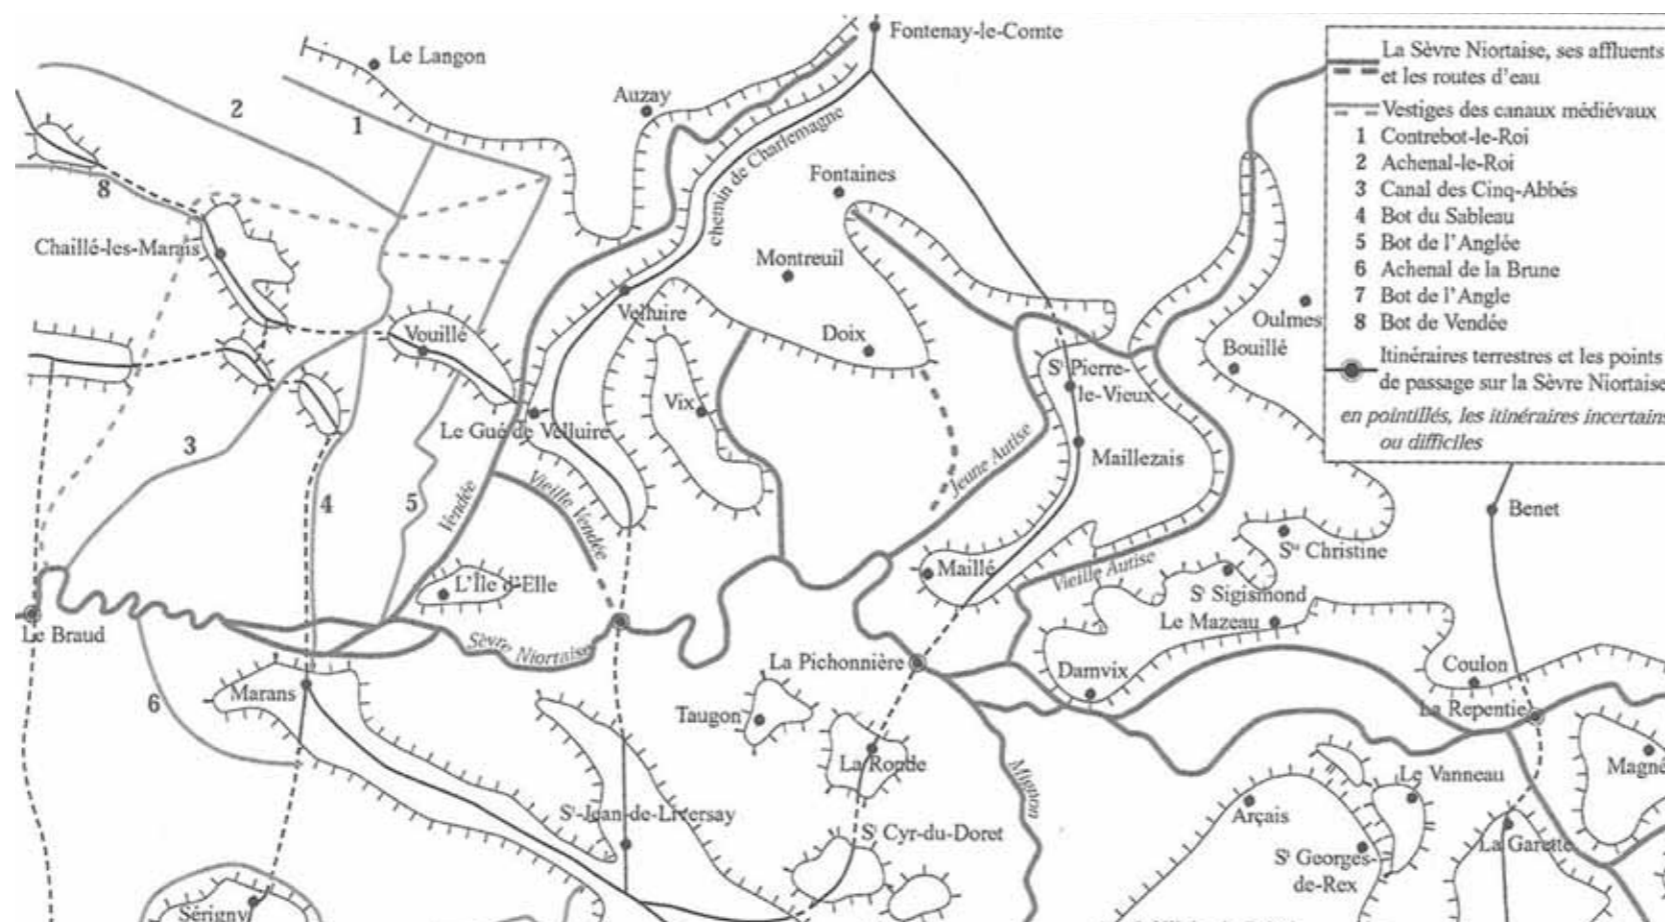 Fontenay-le-Comte
Le Langon
Auzay
2
1
chemin de Charlemagne
Fontaines
8
Chaillé-les-Marais
Montreuil
Velluire
Vouillé
Doix
Oulmes
Bouillé
St Pierre-
le-Vieux
Vix
Le Gué de Velluire
3
Maillezais
Jeune Autise
4
5
Vendée
Vieille Vendée
Benet
Ste Christine
L'Île d'Elle
Maillé
Vieille Autise
St Sigismond
Le Mazeau
Le Braud
Sèvre Niortaise
La Pichonnière
Damvix
Coulon
6
Marans
Taugon
La Repentie
La Ronde
Mignon
Le Vanneau
Magné
Arçais
St-Jean-de-Liversay
St Cyr-du-Doret
St Georges-
de-Rex
La Garette
Sérigny
La Sèvre Niortaise, ses affluents
et les routes d'eau
Vestiges des canaux médiévaux
1 Contrebot-le-Roi
2 Achenal-le-Roi
3 Canal des Cinq-Abbés
4 Bot du Sableau
5 Bot de l'Anglée
6 Achenal de la Brune
7 Bot de l'Angle
8 Bot de Vendée
Itinéraires terrestres et les points
de passage sur la Sèvre Niortaise
en pointillés, les itinéraires incertains
ou difficiles